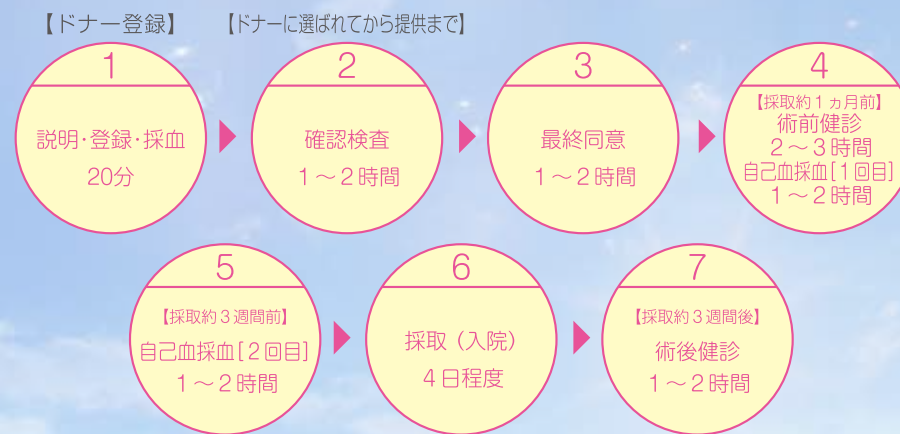 【ドナー登録】
【ドナーに選ばれてから提供まで】
1
説明・登録・採血
20分
2
確認検査
1～2時間
3
最終同意
1～2時間
4
【採取約1ヵ月前】
術前健診
2～3時間
自己血採血[1回目]
1～2時間
5
【採取約3週間前】
自己血採血[2回目]
1～2時間
6
採取（入院）
4日程度
7
【採取約3週間後】
術後健診
1～2時間